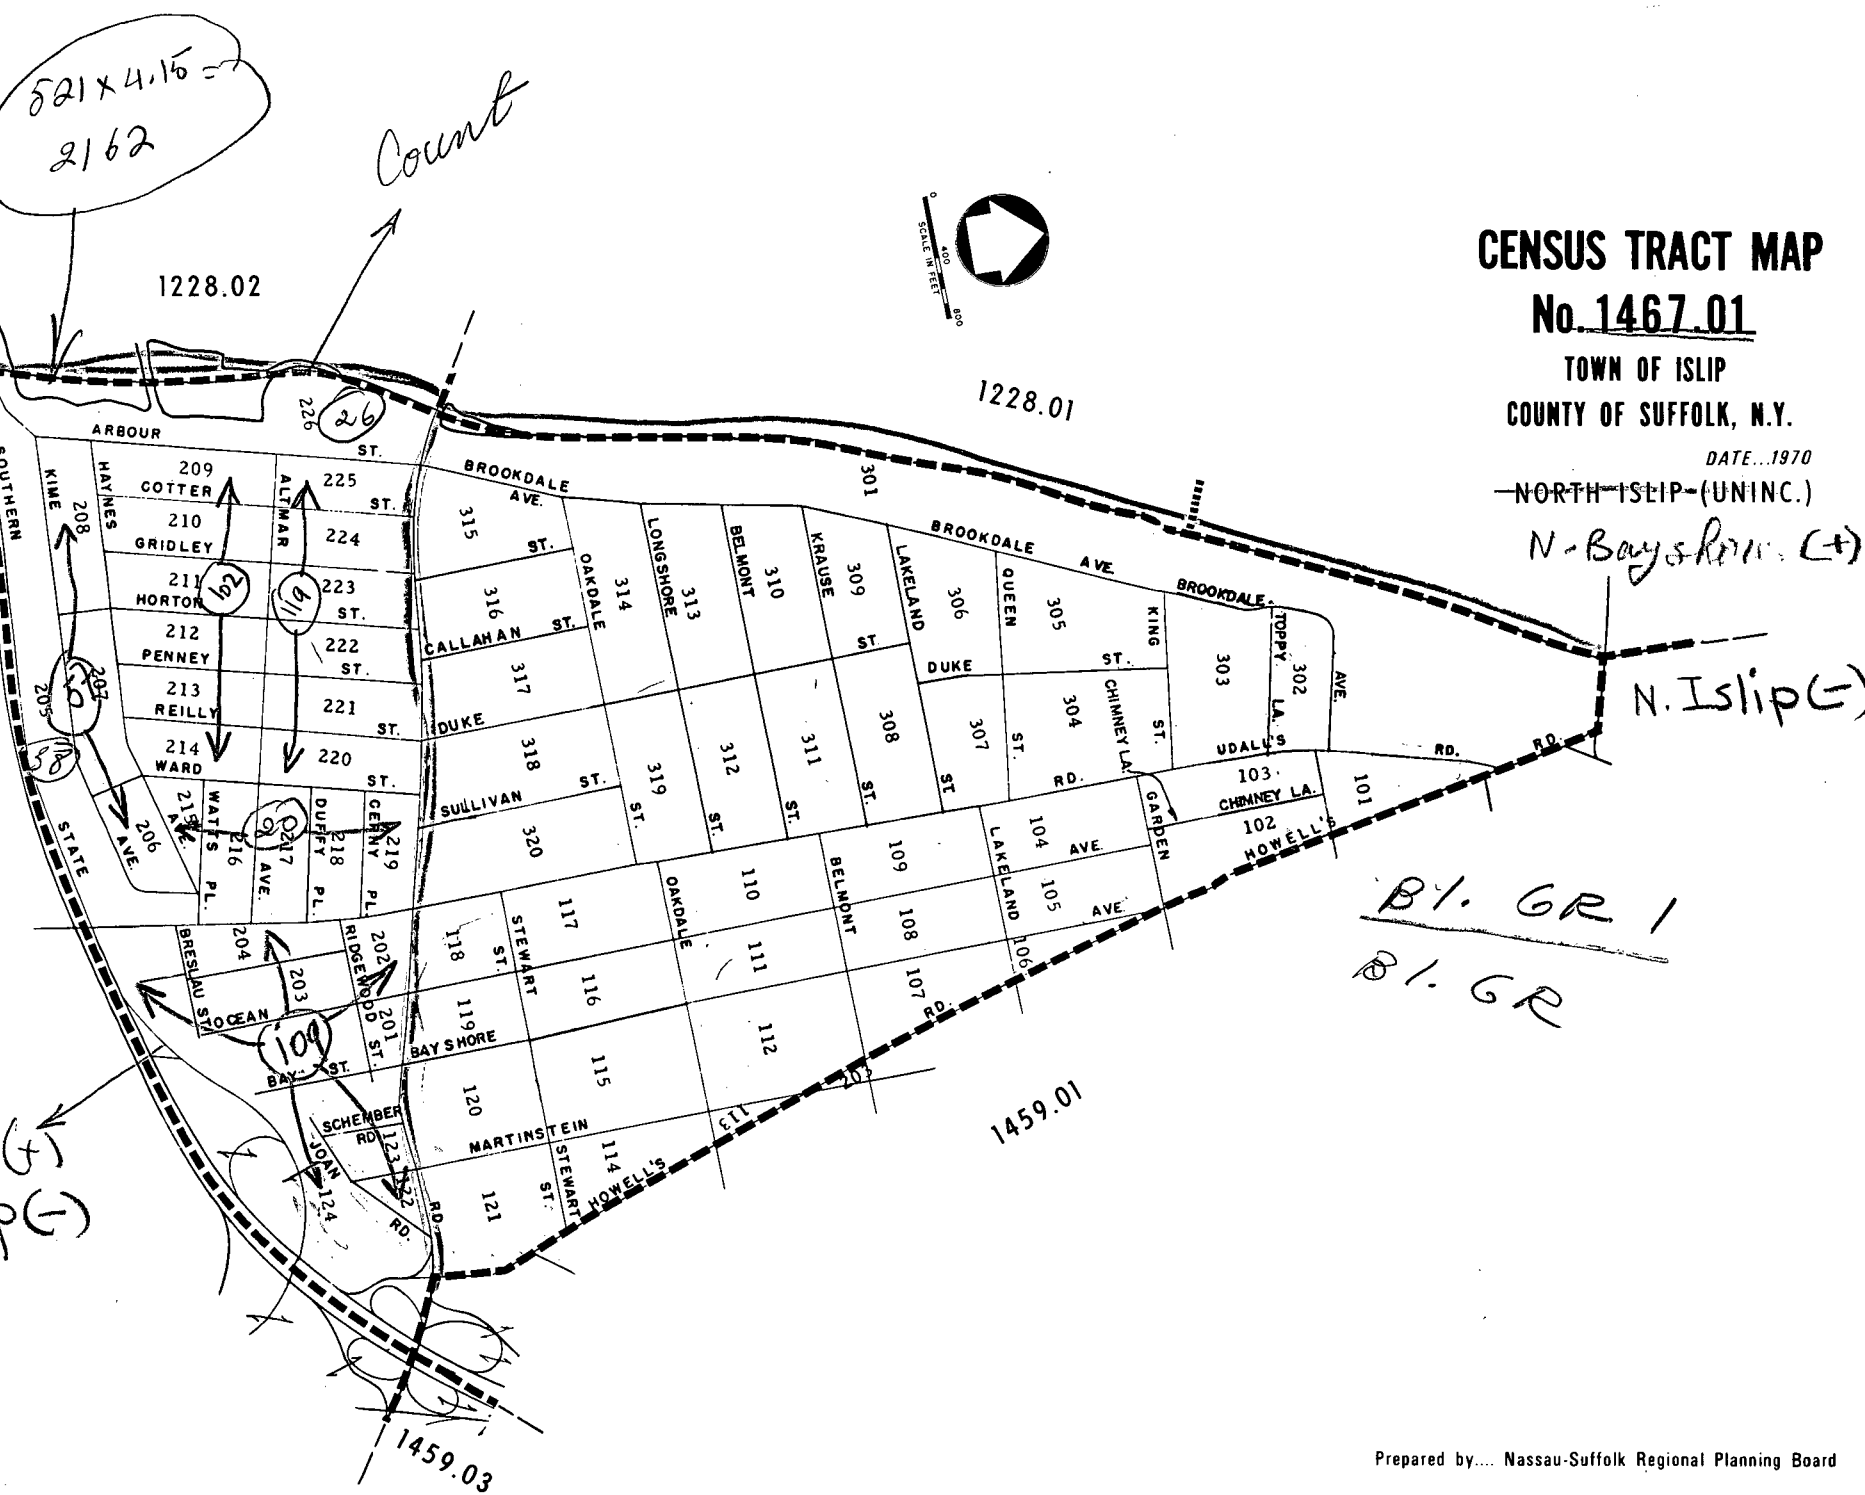 521 x 4.15 =
2162
Count
1228.02
0
400
800
SCALE IN FEET
CENSUS TRACT MAP
No. 1467.01
TOWN OF ISLIP
COUNTY OF SUFFOLK, N.Y.
DATE...1970
NORTH ISLIP (UNINC.)
N. Islip (-)
1228.01
226
26
ARBOUR ST.
SOUTHERN
STATE
KIME
208
HAYNES
AVE.
209
COTTER ST.
225
210
GRIDLEY
224
ALTMAR
AVE.
211
HORTON ST.
102
119
223
212
PENNEY ST.
222
213
REILLY ST.
221
214
WARD ST.
220
205
207
38
206
AVE.
215
WATTS PL.
216
217
DUFFY PL.
218
CERNY PL.
219
BRESLAU ST.
204
203
RIDGEWOOD ST.
202
201
OCEAN
109
BAY ST.
SCHEMBER
RD.
123
JOAN
RD.
124
122
RD.
BROOKDALE
AVE.
315
ST.
316
CALLAHAN ST.
317
DUKE
318
SULLIVAN ST.
320
OAKDALE
ST.
314
LONGSHORE
ST.
313
BELMONT
ST.
310
KRAUSE
ST.
309
301
LAKELAND
ST
306
BROOKDALE
AVE.
QUEEN
ST.
305
KING
ST.
BROOKDALE
AVE.
TOPPY LA.
302
303
DUKE ST.
ST
304
CHIMNEY LA.
307
308
311
312
319
UDALL'S RD.
RD.
RD.
103
CHIMNEY LA.
101
102
HOWELL'S
GARDEN
104
AVE.
105
AVE
LAKELAND
106
109
108
107
RD.
BELMONT
110
111
112
OAKDALE
117
116
115
STEWART
ST.
118
119
BAY SHORE
120
MARTINSTEIN
114
STEWART
ST.
121
HOWELL'S
113
203
1459.01
1459.03
(+)
(-)
Bl. GR 1
Bl. GR
Prepared by.... Nassau-Suffolk Regional Planning Board